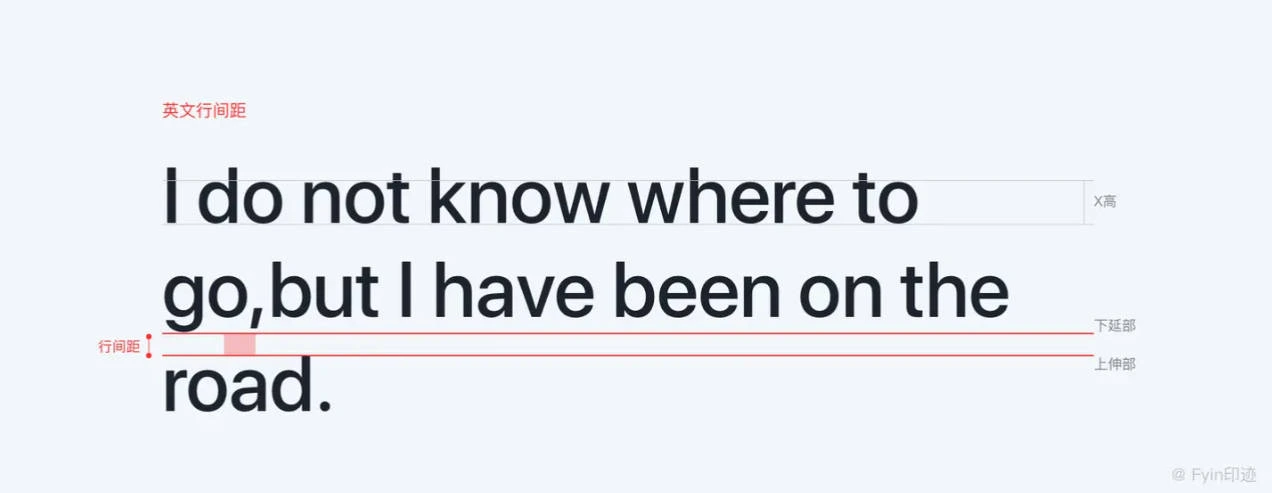 英文行间距
I do not know where to
X高
go,but I have been on the
下延部
行间距
上伸部
road.
@ Fyin印迹